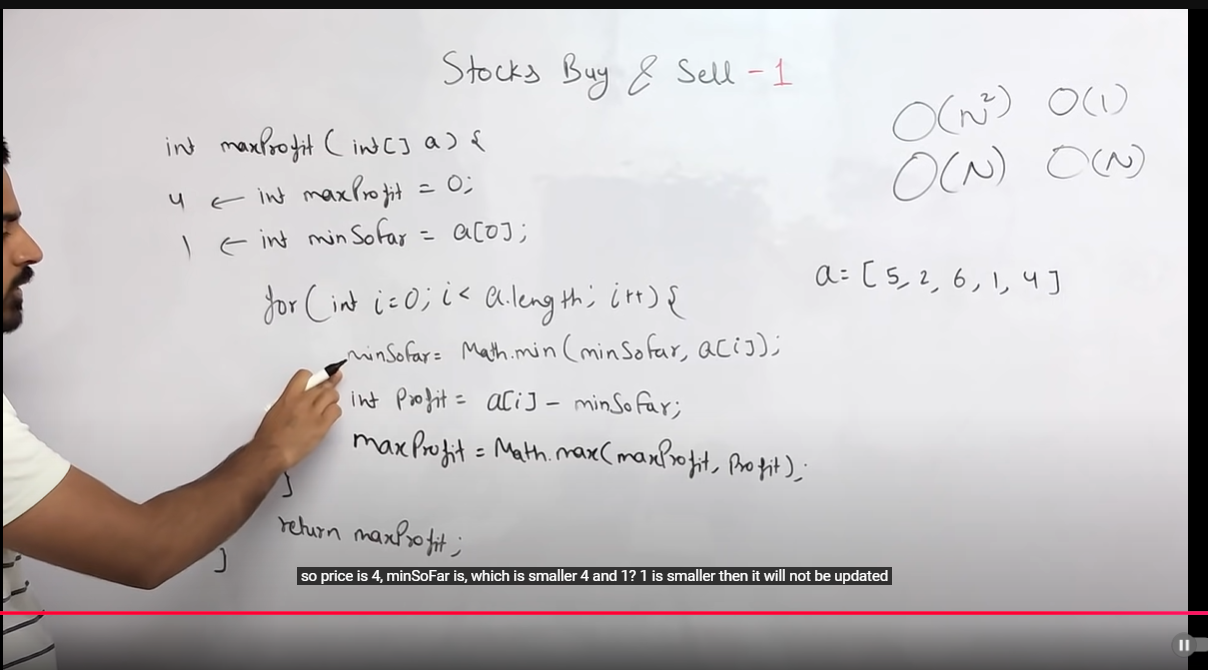 Stocks Buy & Sell - 1
O(N²) O(1)
O(N) O(N)
int maxProfit ( int[] a) {
4 ← int maxProfit = 0;
1 ← int minSofar = a[0];
a = [ 5, 2, 6, 1, 4 ]
for ( int i=0; i < a.length; i++) {
minSofar = Math.min ( minSofar, a[i]);
int Profit = a[i] - minSofar;
maxProfit = Math.max( maxProfit, Profit);
}
return maxProfit;
}
so price is 4, minSoFar is, which is smaller 4 and 1? 1 is smaller then it will not be updated